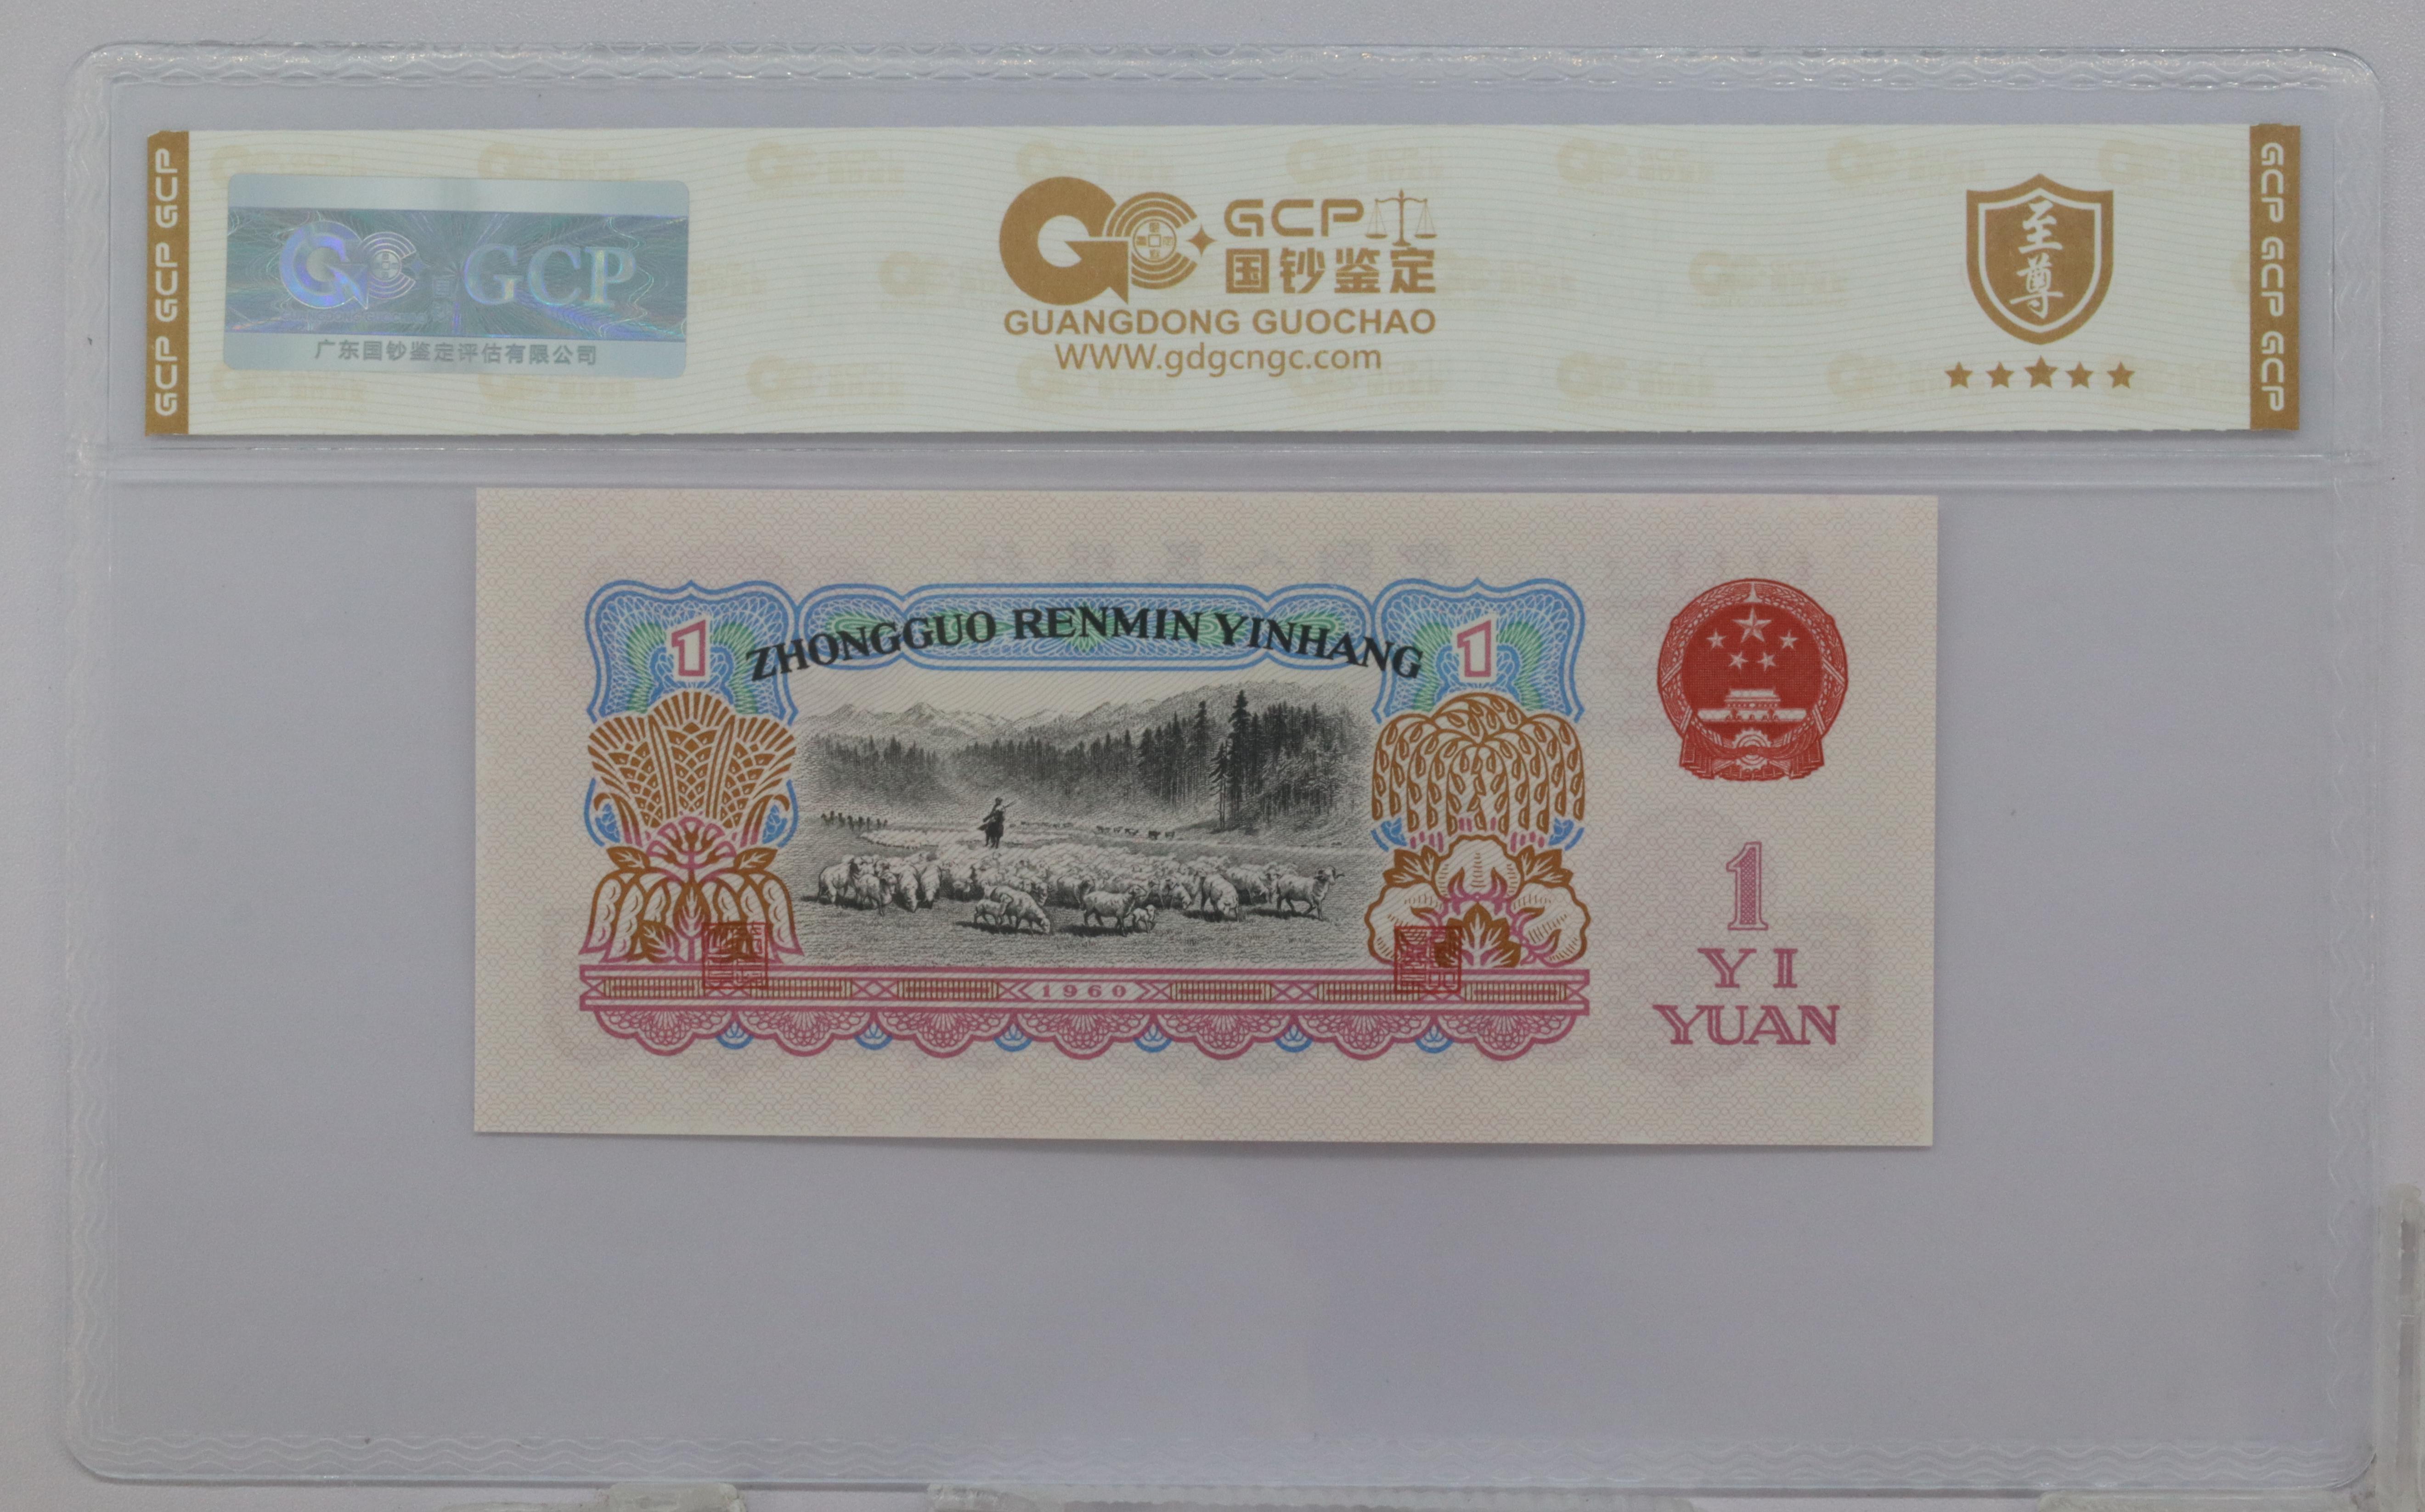 GCP GCP GCP
GCP
广东国钞鉴定评估有限公司
GCP
国钞鉴定
GUANGDONG GUOCHAO
WWW.gdgcngc.com
至尊
GCP GCP GCP
ZHONGGUO RENMIN YINHANG
1
1
1
YI
YUAN
1960